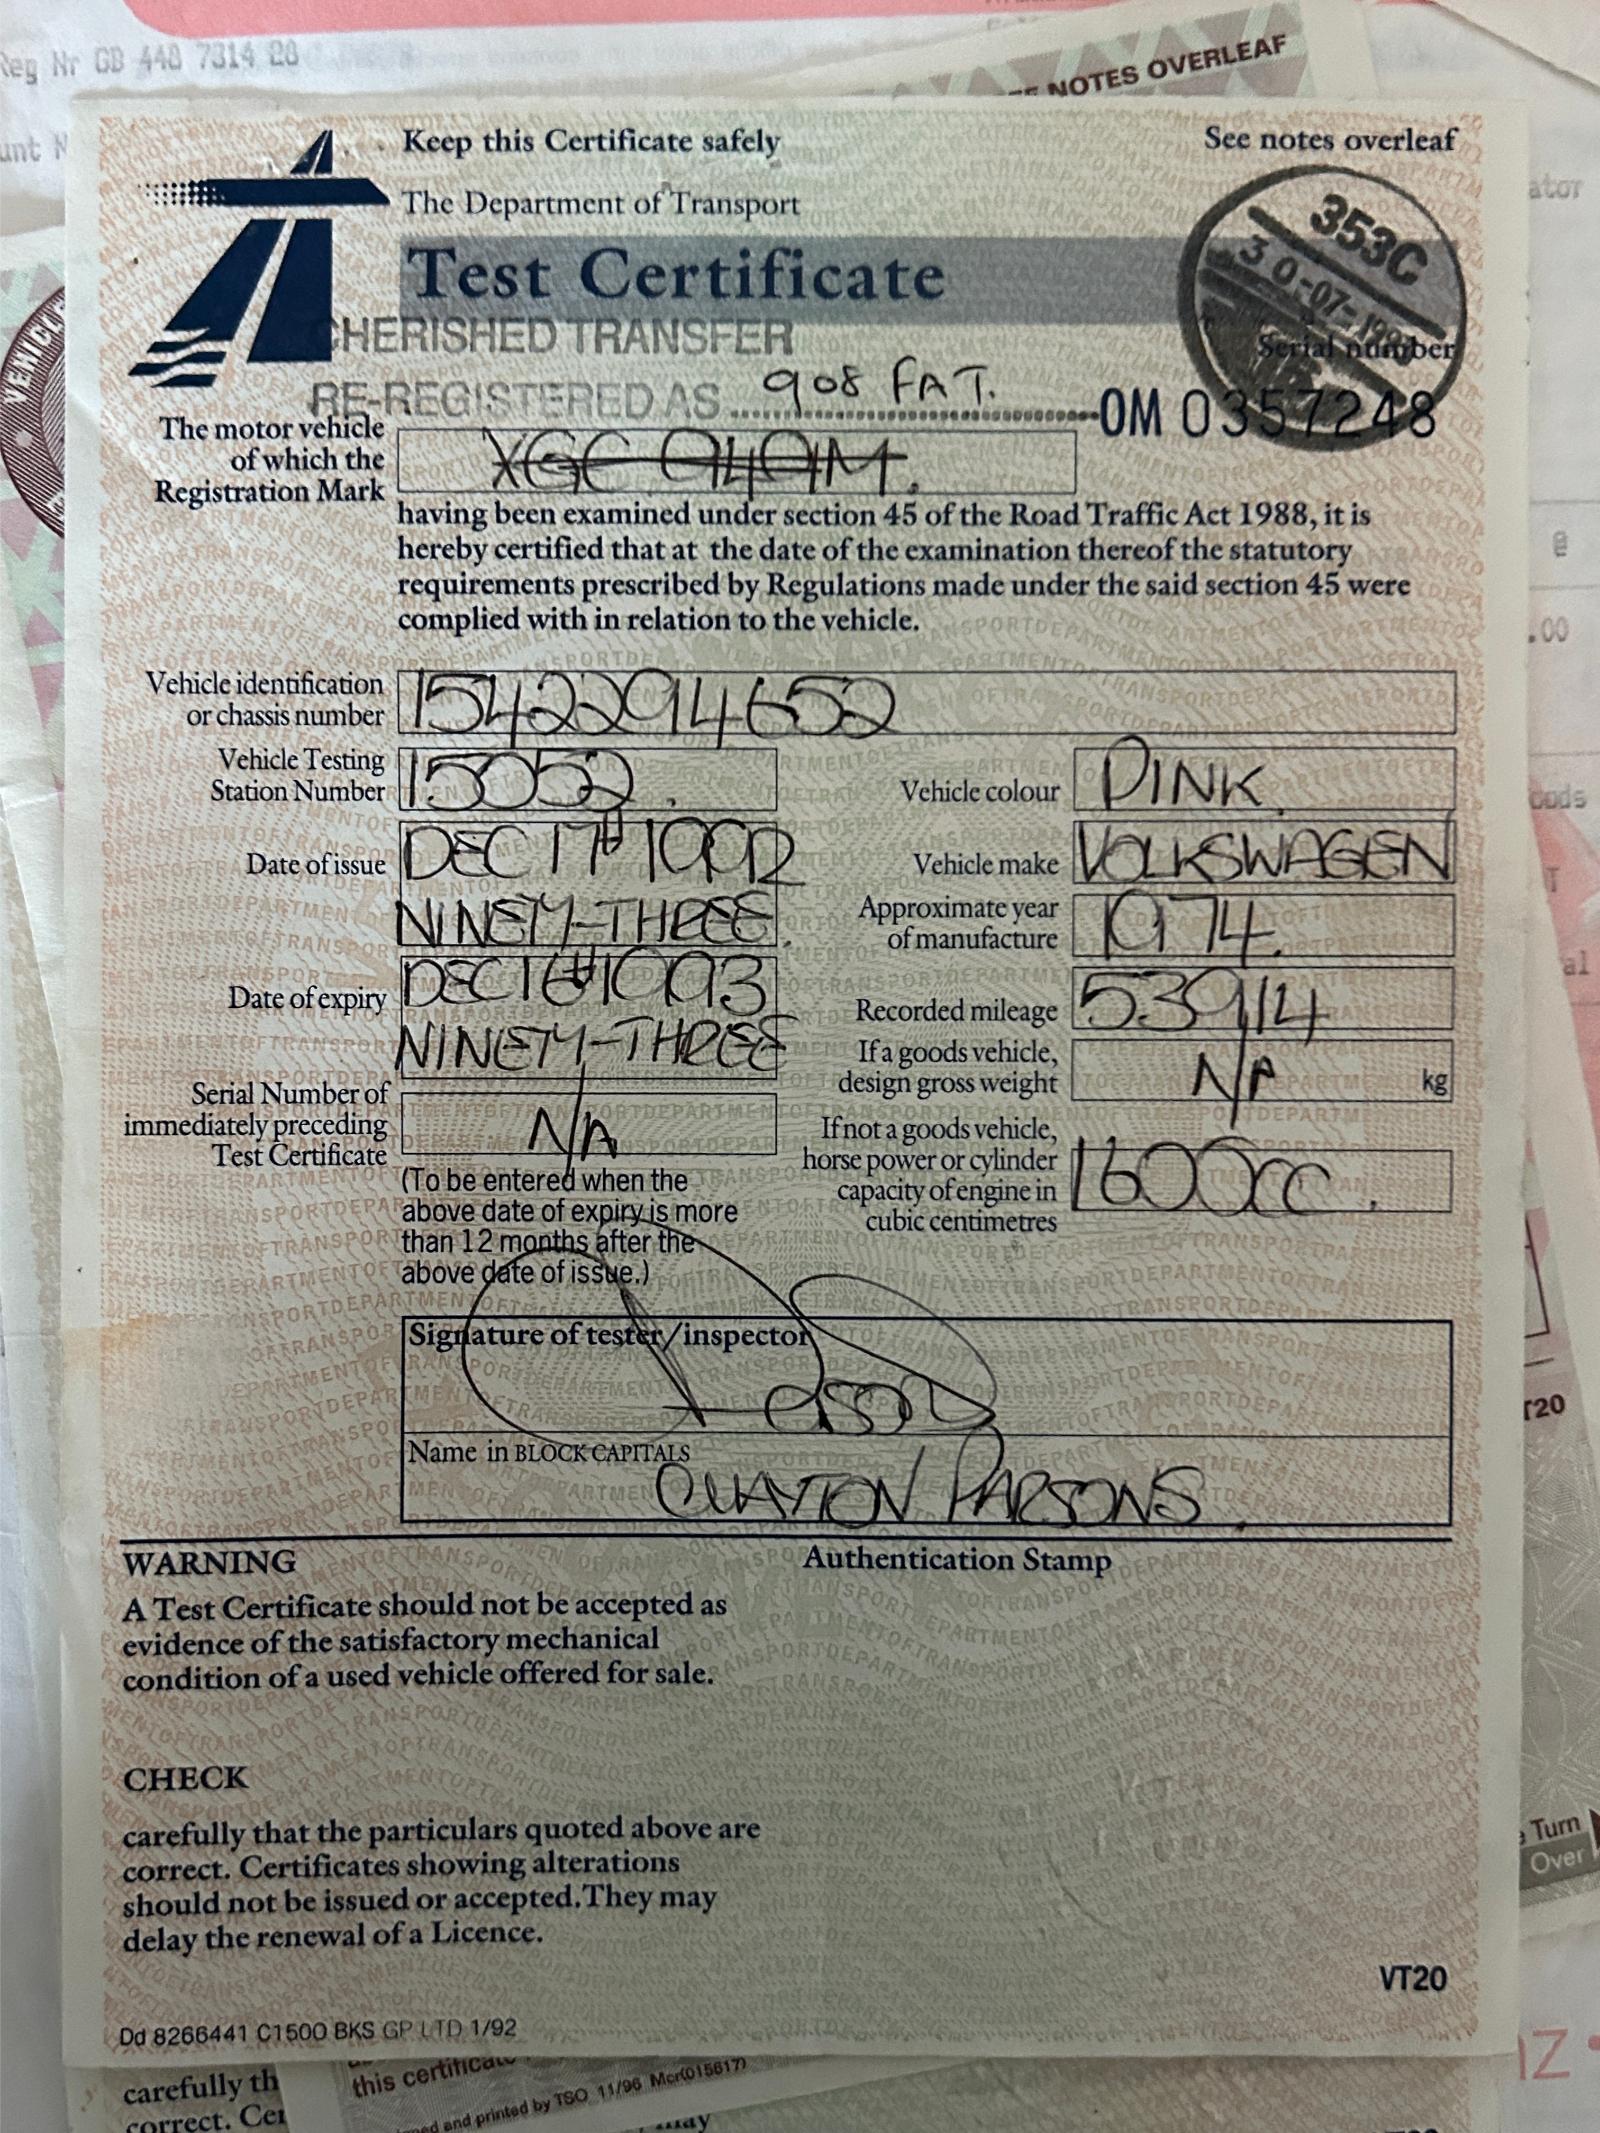 Reg Nr GB 440 7314 20
NOTES OVERLEAF
Keep this Certificate safely
See notes overleaf
The Department of Transport
Test Certificate
353C
30-07-
CHERISHED TRANSFER
Serial number
RE-REGISTERED AS 908 FAT.
OM 0357248
The motor vehicle
of which the
Registration Mark
XGC 949M.
having been examined under section 45 of the Road Traffic Act 1988, it is
hereby certified that at the date of the examination thereof the statutory
requirements prescribed by Regulations made under the said section 45 were
complied with in relation to the vehicle.
Vehicle identification
or chassis number
1542294652
Vehicle Testing
Station Number
15052.
Vehicle colour
PINK
Date of issue
DEC 17th 1992
NINETY-THREE.
Vehicle make
VOLKSWAGEN
Approximate year
of manufacture
1974.
Date of expiry
DEC 16th 1993
NINETY-THREE
Recorded mileage
53914
If a goods vehicle,
design gross weight
N/A kg
Serial Number of
immediately preceding
Test Certificate
N/A
(To be entered when the
above date of expiry is more
than 12 months after the
above date of issue.)
If not a goods vehicle,
horse power or cylinder
capacity of engine in
cubic centimetres
1600cc.
Signature of tester/inspector
Name in BLOCK CAPITALS
CLAYTON PARSONS.
WARNING
A Test Certificate should not be accepted as
evidence of the satisfactory mechanical
condition of a used vehicle offered for sale.
Authentication Stamp
CHECK
carefully that the particulars quoted above are
correct. Certificates showing alterations
should not be issued or accepted. They may
delay the renewal of a Licence.
VT20
Dd 8266441 C1500 BKS GP LTD 1/92
Turn
Over
carefully th
correct.
this certificate
and printed by TSO 11/96 Mcr(015617)